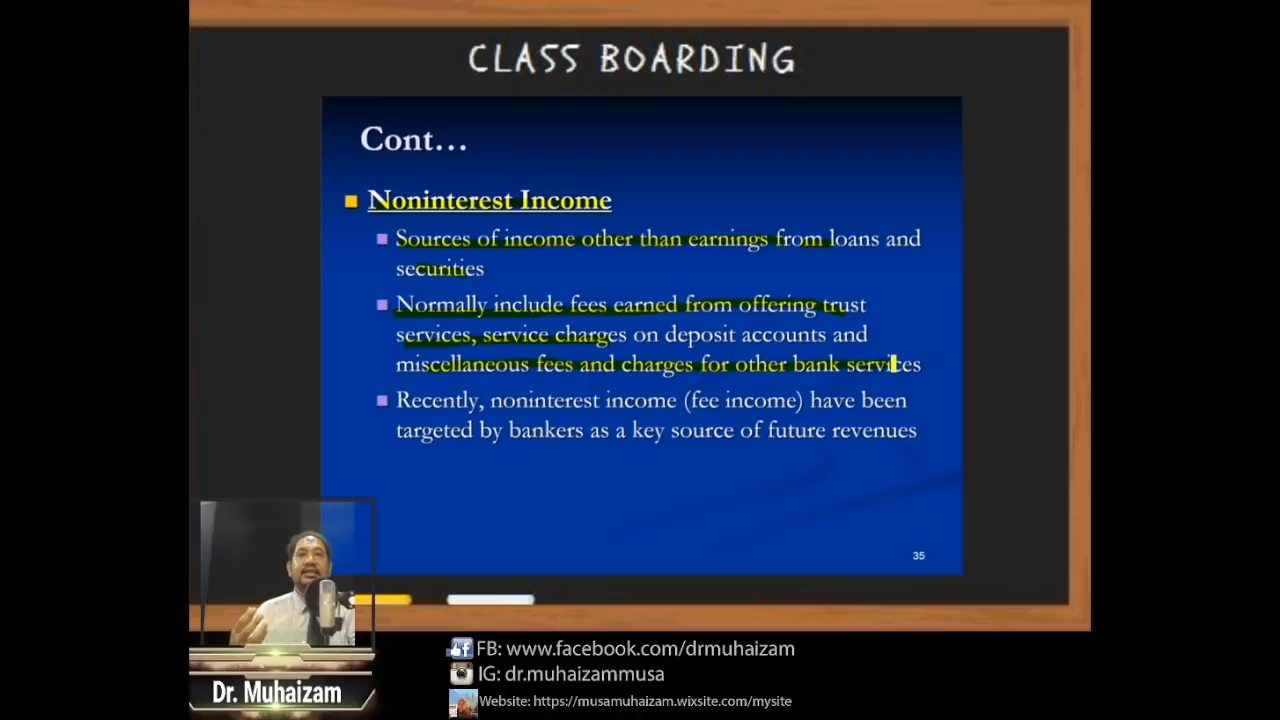 CLASS BOARDING
Cont...
Noninterest Income
Sources of income other than earnings from loans and
securities
Normally include fees earned from offering trust
services, service charges on deposit accounts and
miscellaneous fees and charges for other bank services
Recently, noninterest income (fee income) have been
targeted by bankers as a key source of future revenues
35
Dr. Muhaizam
FB: www.facebook.com/drmuhaizam
IG: dr.muhaizammusa
Website: https://musamuhaizam.wixsite.com/mysite